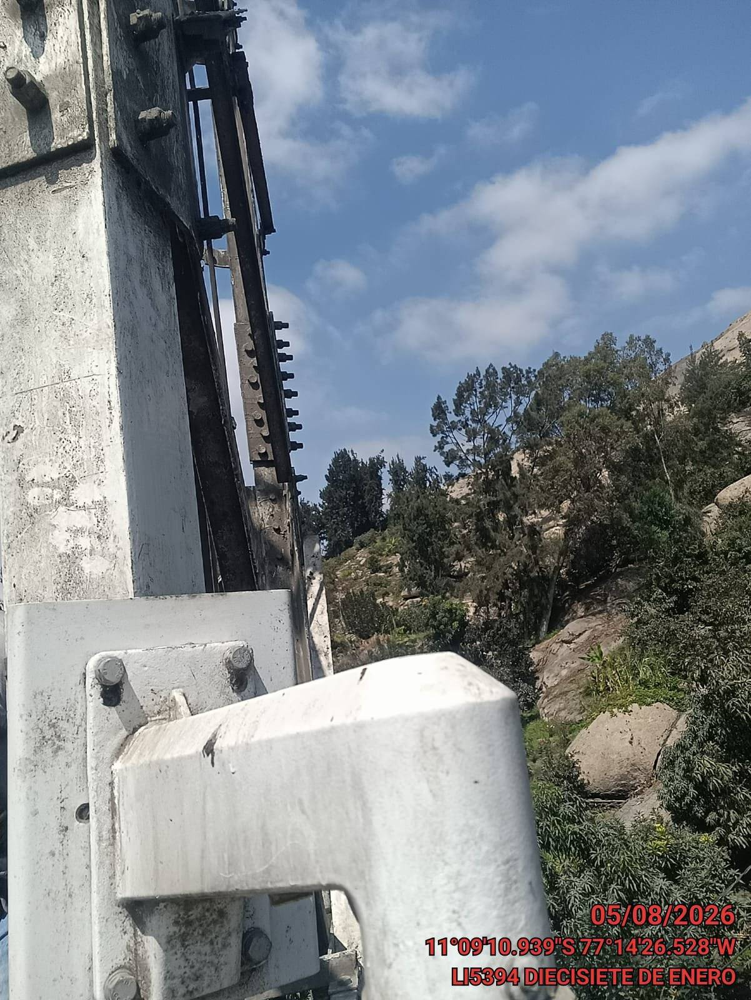 05/08/2026
11°09'10.939"S 77°14'26.528"W
LI5394 DIECISIETE DE ENERO